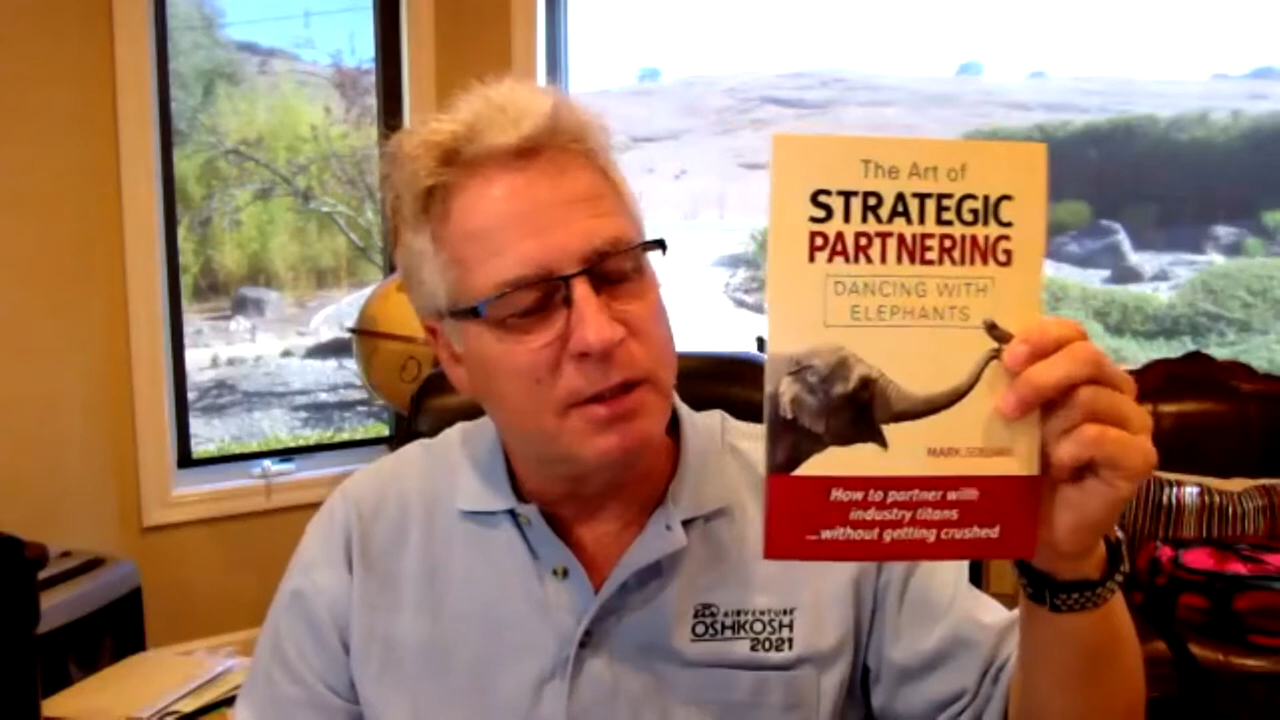 The Art of
STRATEGIC
PARTNERING
DANCING WITH
ELEPHANTS
MARK
How to partner with
industry titans
...without getting crushed
AIRVENTURE
OSHKOSH
2021